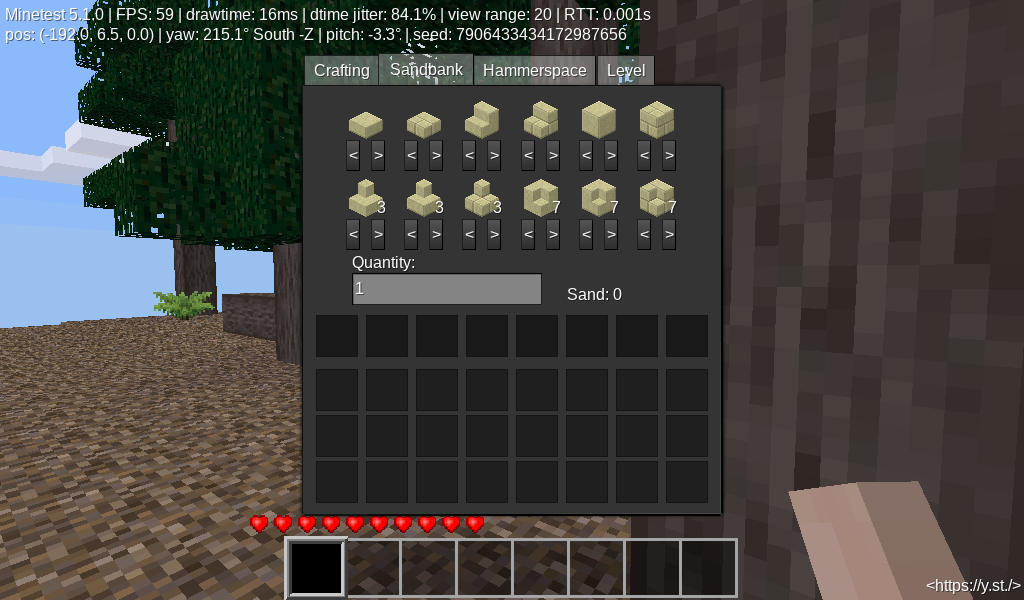 Minetest 5.1.0 | FPS: 59 | drawtime: 16ms | dtime jitter: 84.1% | view range: 20 | RTT: 0.001s
pos: (-192.0, 6.5, 0.0) | yaw: 215.1° South -Z | pitch: -3.3° | seed: 7906433434172987656
Crafting Sandbank Hammerspace Level
< > < > < > < > < > < >
3 3 3 7 7 7
< > < > < > < > < > < >
Quantity:
1
Sand: 0
<https://y.st./>